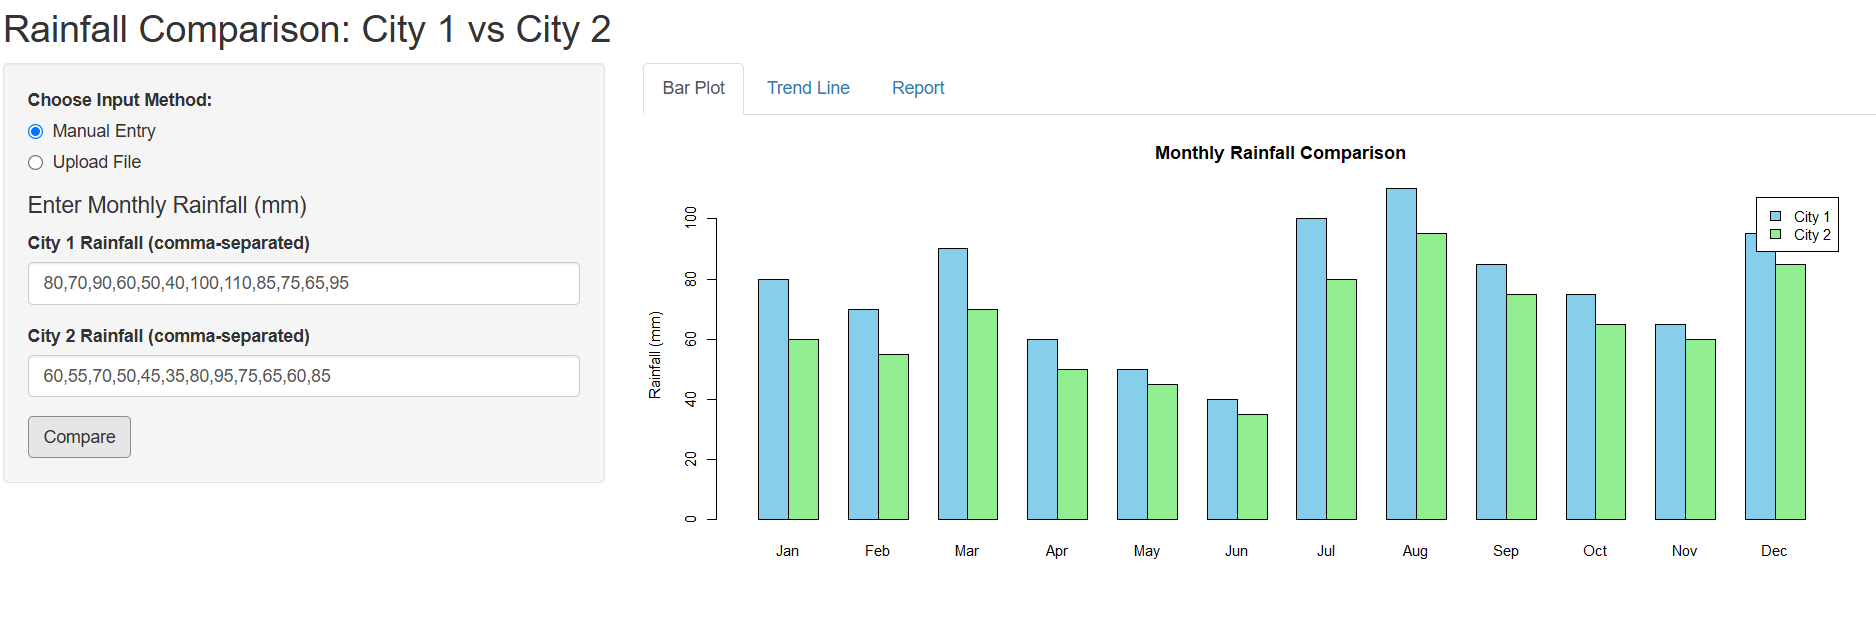 Rainfall Comparison: City 1 vs City 2
Choose Input Method:
Manual Entry
Upload File
Enter Monthly Rainfall (mm)
City 1 Rainfall (comma-separated)
80,70,90,60,50,40,100,110,85,75,65,95
City 2 Rainfall (comma-separated)
60,55,70,50,45,35,80,95,75,65,60,85
Compare
Bar Plot Trend Line Report
Monthly Rainfall Comparison
City 1
City 2
Rainfall (mm)
100
80
60
40
20
0
Jan Feb Mar Apr May Jun Jul Aug Sep Oct Nov Dec